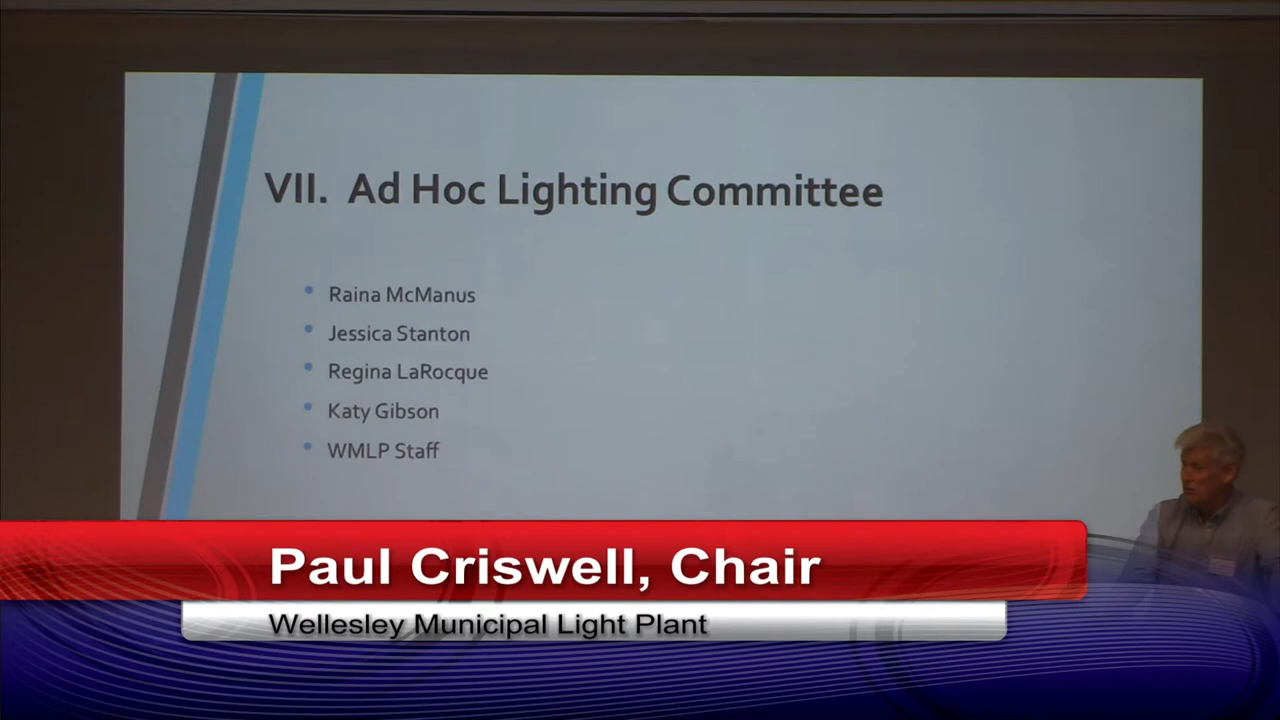 VII. Ad Hoc Lighting Committee
• Raina McManus
• Jessica Stanton
• Regina LaRocque
• Katy Gibson
• WMLP Staff
Paul Criswell, Chair
Wellesley Municipal Light Plant